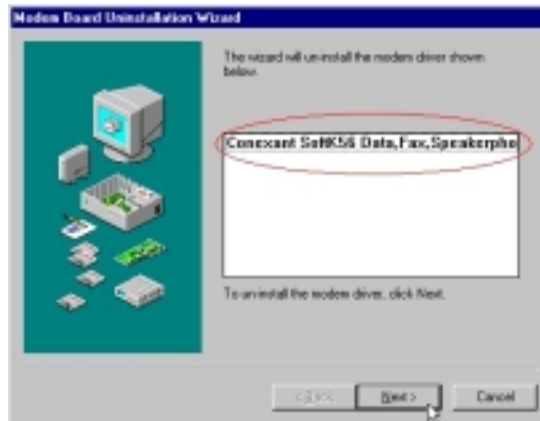 Modem Board Uninstallation Wizard
The wizard will un-install the modem driver shown
below.
Conexant SoftK56 Data,Fax,Speakerpho
To un-install the modem driver, click Next.
< Back
Next >
Cancel